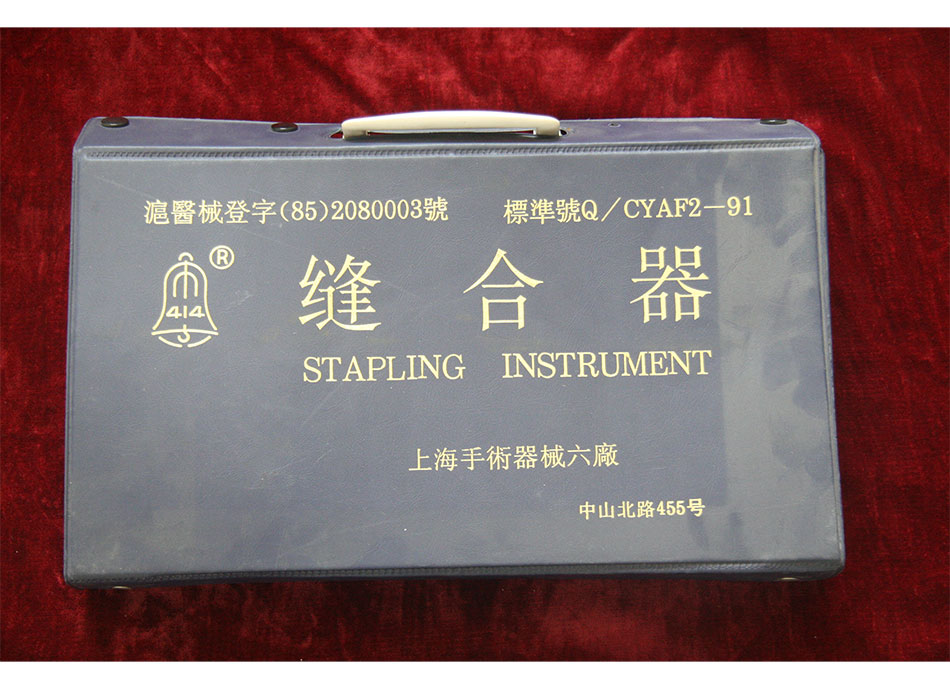 滬醫械登字(85)2080003號 標準號Q/CYAF2-91
®
414
缝合器
STAPLING INSTRUMENT
上海手術器械六廠
中山北路455号